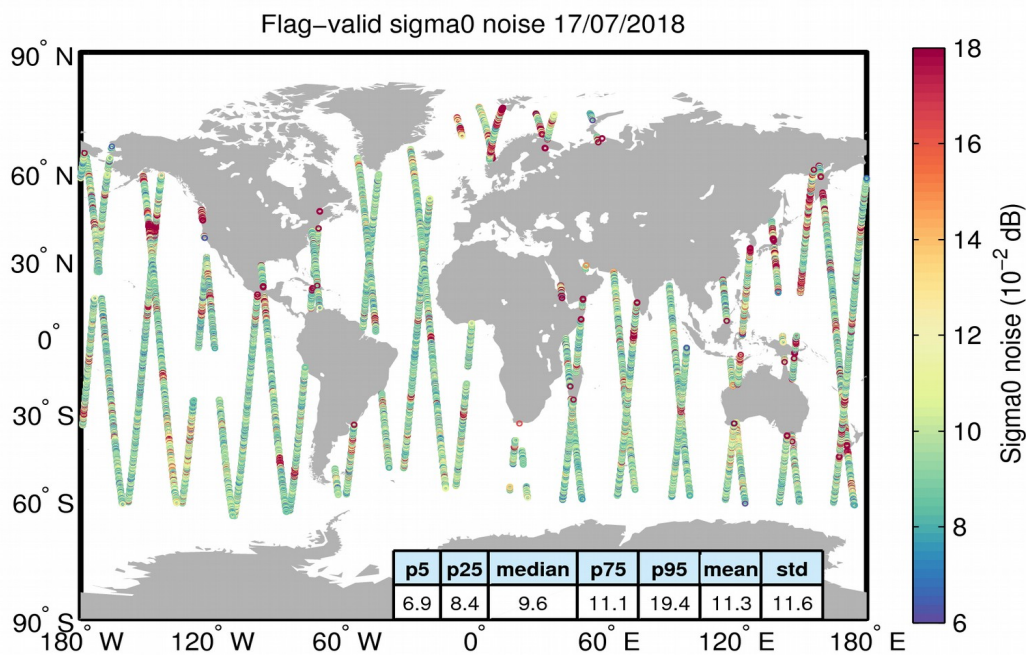 Flag−valid sigma0 noise 17/07/2018
90° N
60° N
30° N
0°
30° S
60° S
90° S
180° W
120° W
60° W
0°
60° E
120° E
180° E
p5 p25 median p75 p95 mean std
6.9 8.4 9.6 11.1 19.4 11.3 11.6
18
16
14
12
10
8
6
Sigma0 noise (10⁻² dB)